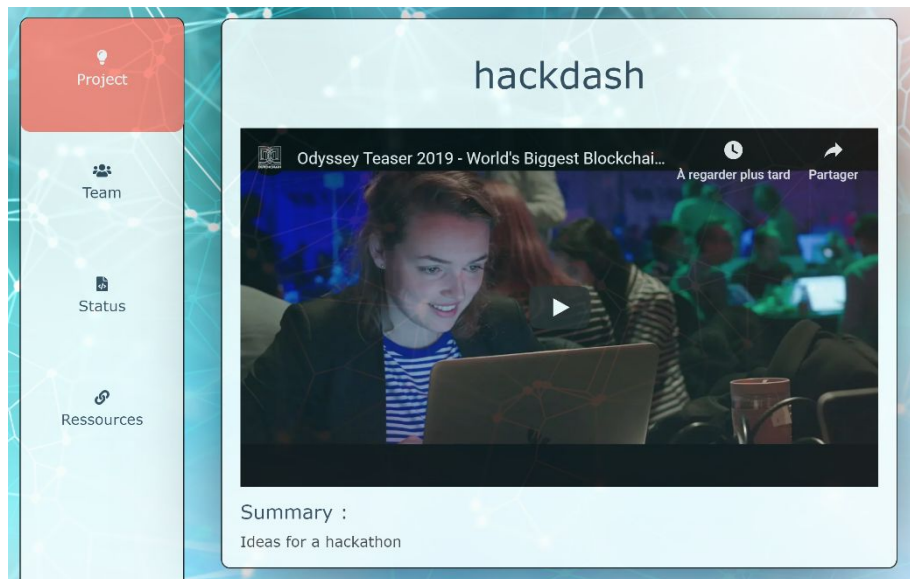 Project
Team
Status
Ressources
hackdash
Odyssey Teaser 2019 - World's Biggest Blockchai...
À regarder plus tard
Partager
Summary :
Ideas for a hackathon